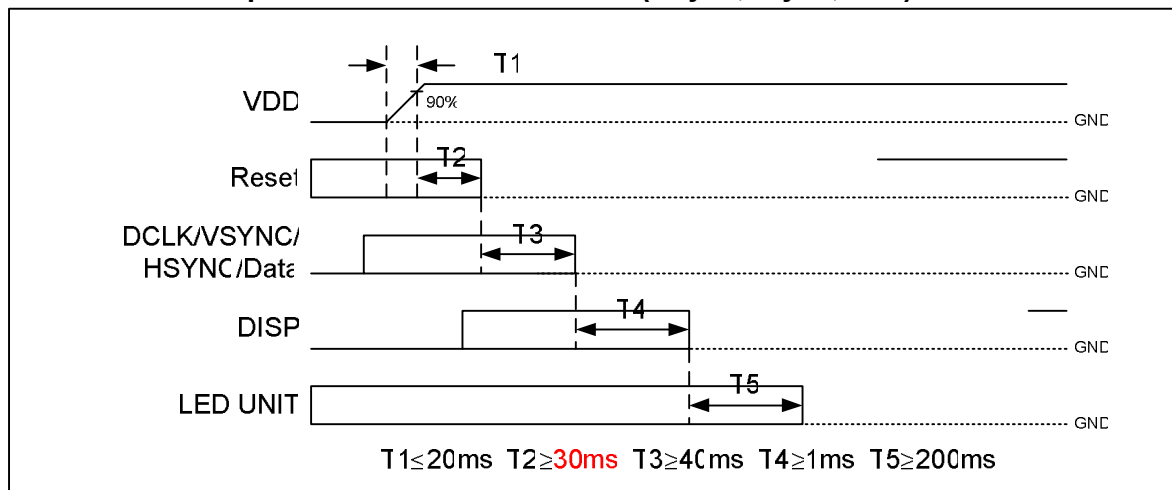 T1
VDD
90%
GND
T2
Reset
GND
DCLK/VSYNC/
T3
HSYNC/Data
GND
T4
DISP
GND
T5
LED UNIT
GND
T1≤20ms T2≥30ms T3≥40ms T4≥1ms T5≥200ms